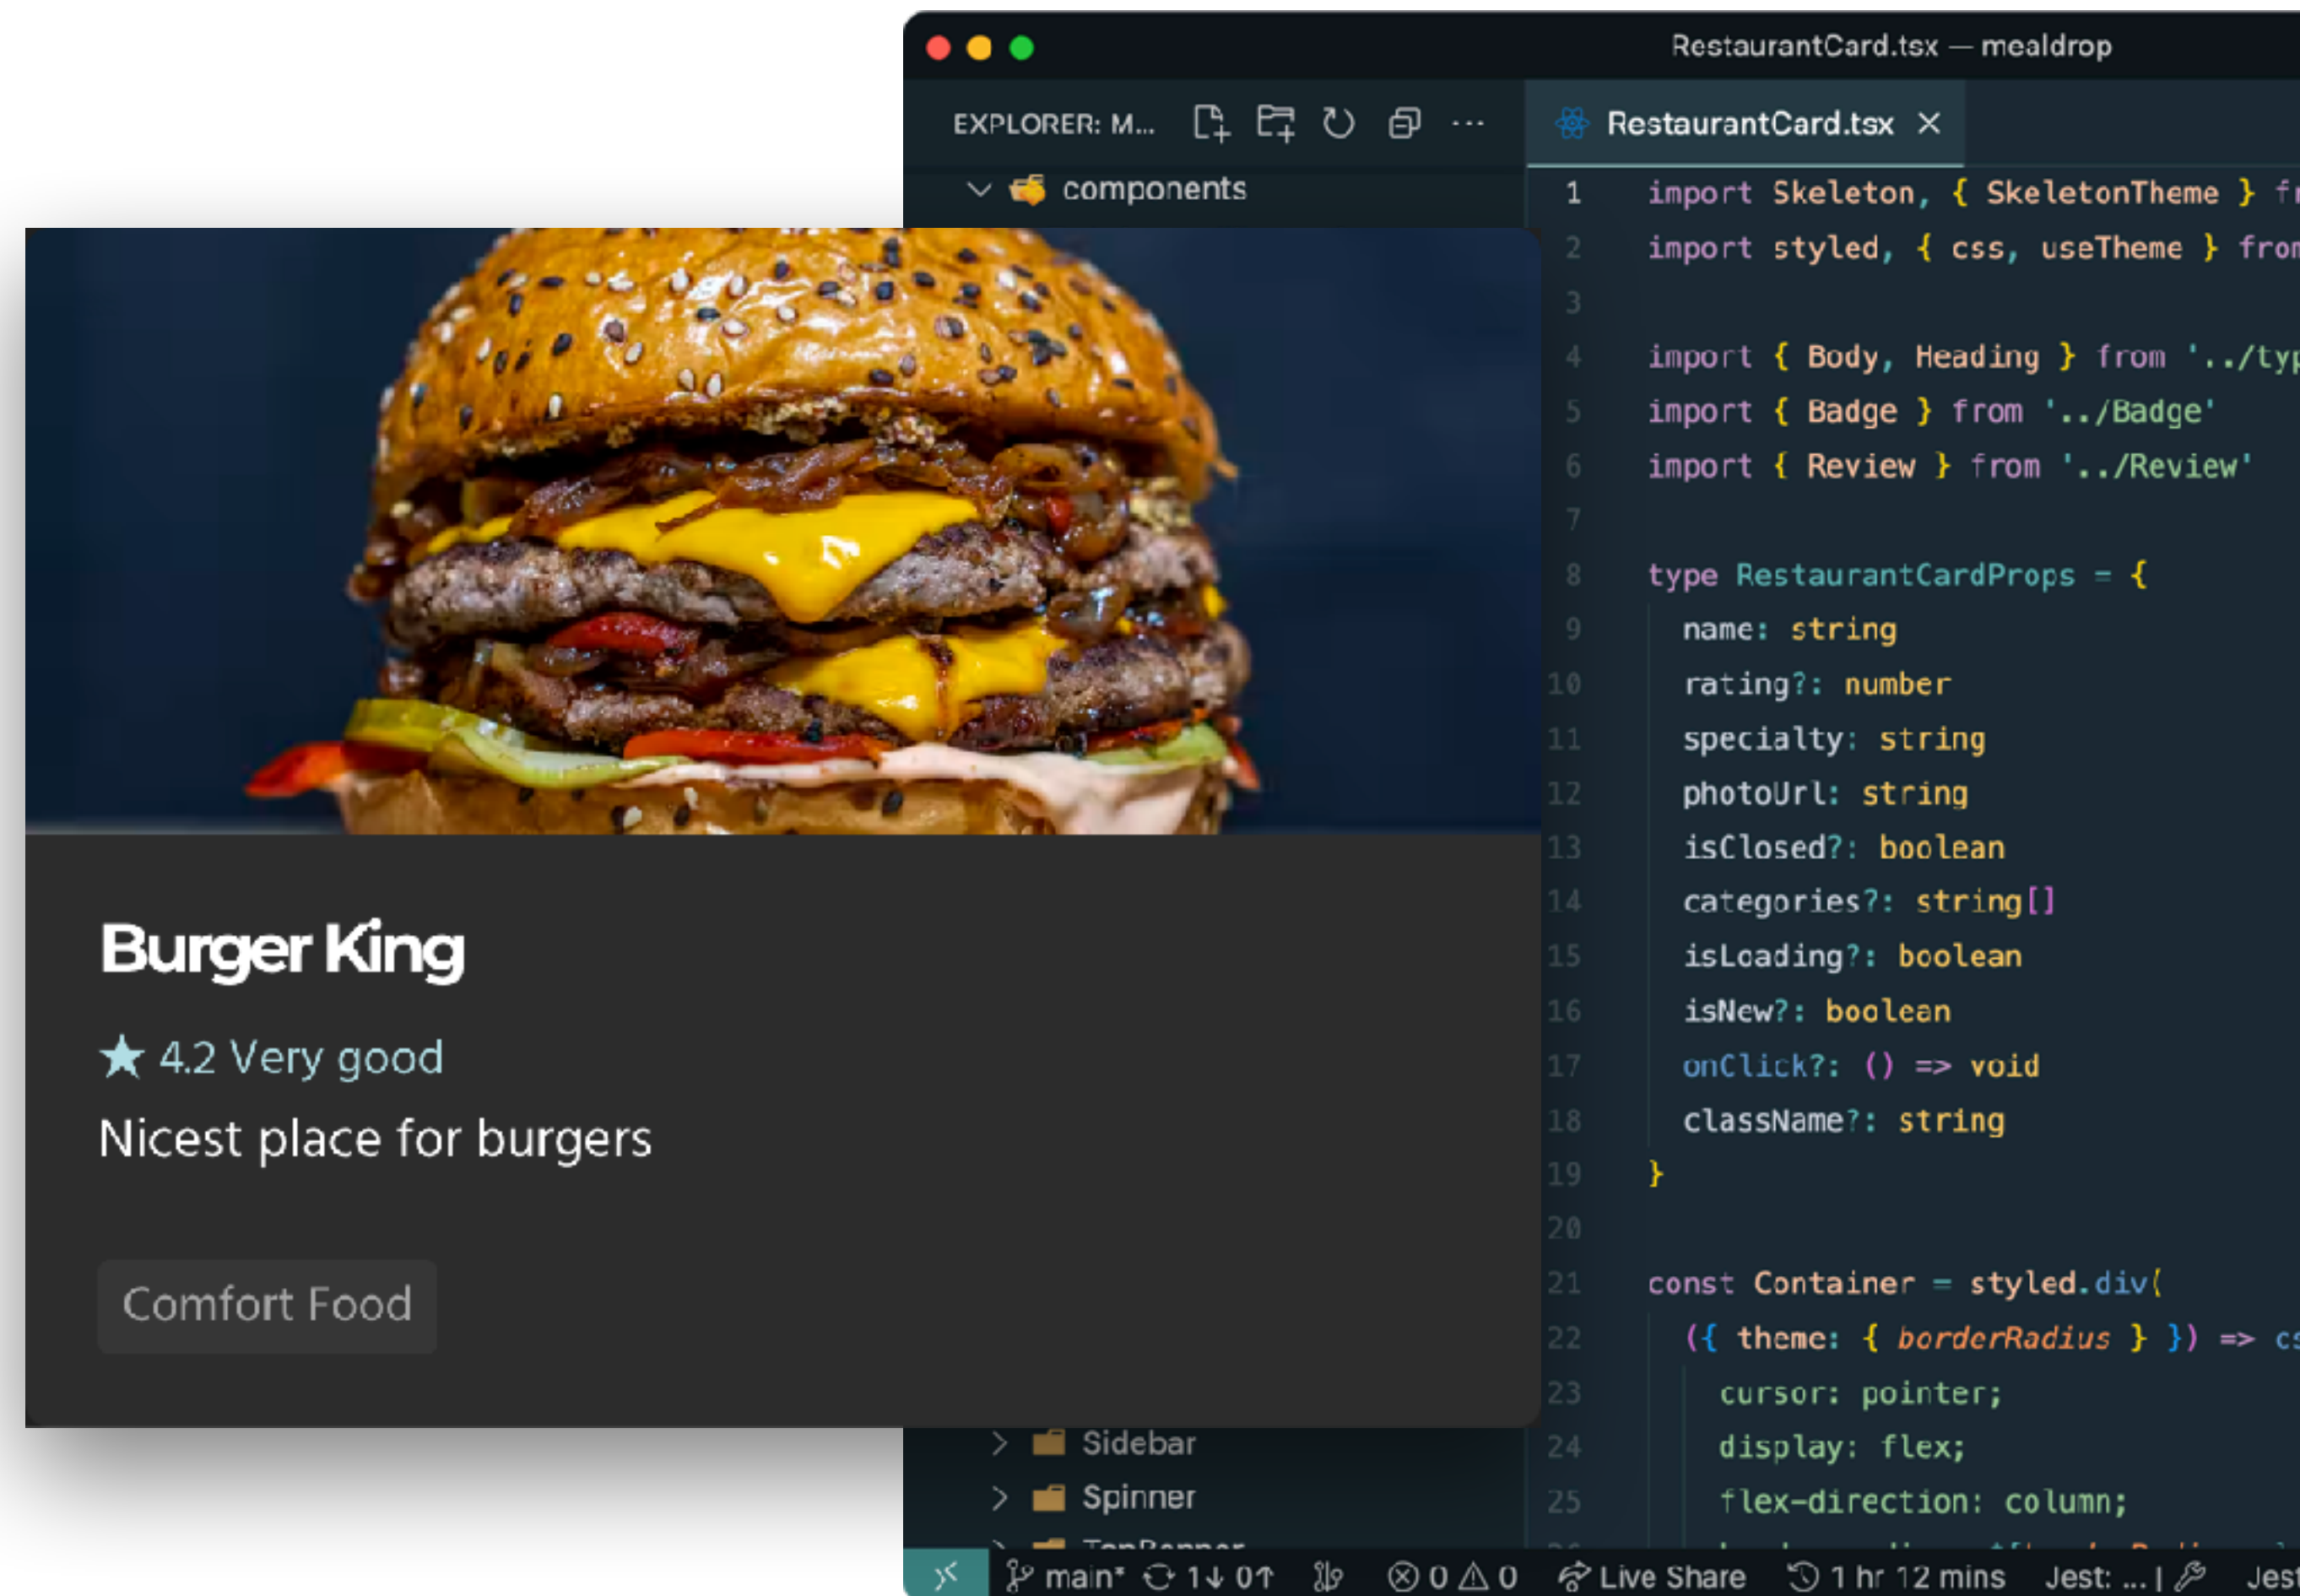 RestaurantCard.tsx — mealdrop
EXPLORER: M...
RestaurantCard.tsx
components
1 import Skeleton, { SkeletonTheme }
2 import styled, { css, useTheme } from
3
4 import { Body, Heading } from '../typ
5 import { Badge } from '../Badge'
6 import { Review } from '../Review'
7
8 type RestaurantCardProps = {
9 name: string
10 rating?: number
11 specialty: string
12 photoUrl: string
13 isClosed?: boolean
14 categories?: string[]
15 isLoading?: boolean
16 isNew?: boolean
17 onClick?: () => void
18 className?: string
19 }
20
21 const Container = styled.div(
22 ({ theme: { borderRadius } }) => cs
23 cursor: pointer;
24 display: flex;
25 flex-direction: column;
Burger King
★ 4.2 Very good
Nicest place for burgers
Comfort Food
Sidebar
Spinner
main* 1↓ 0↑ 0 0 Live Share 1 hr 12 mins Jest: ... | Jest